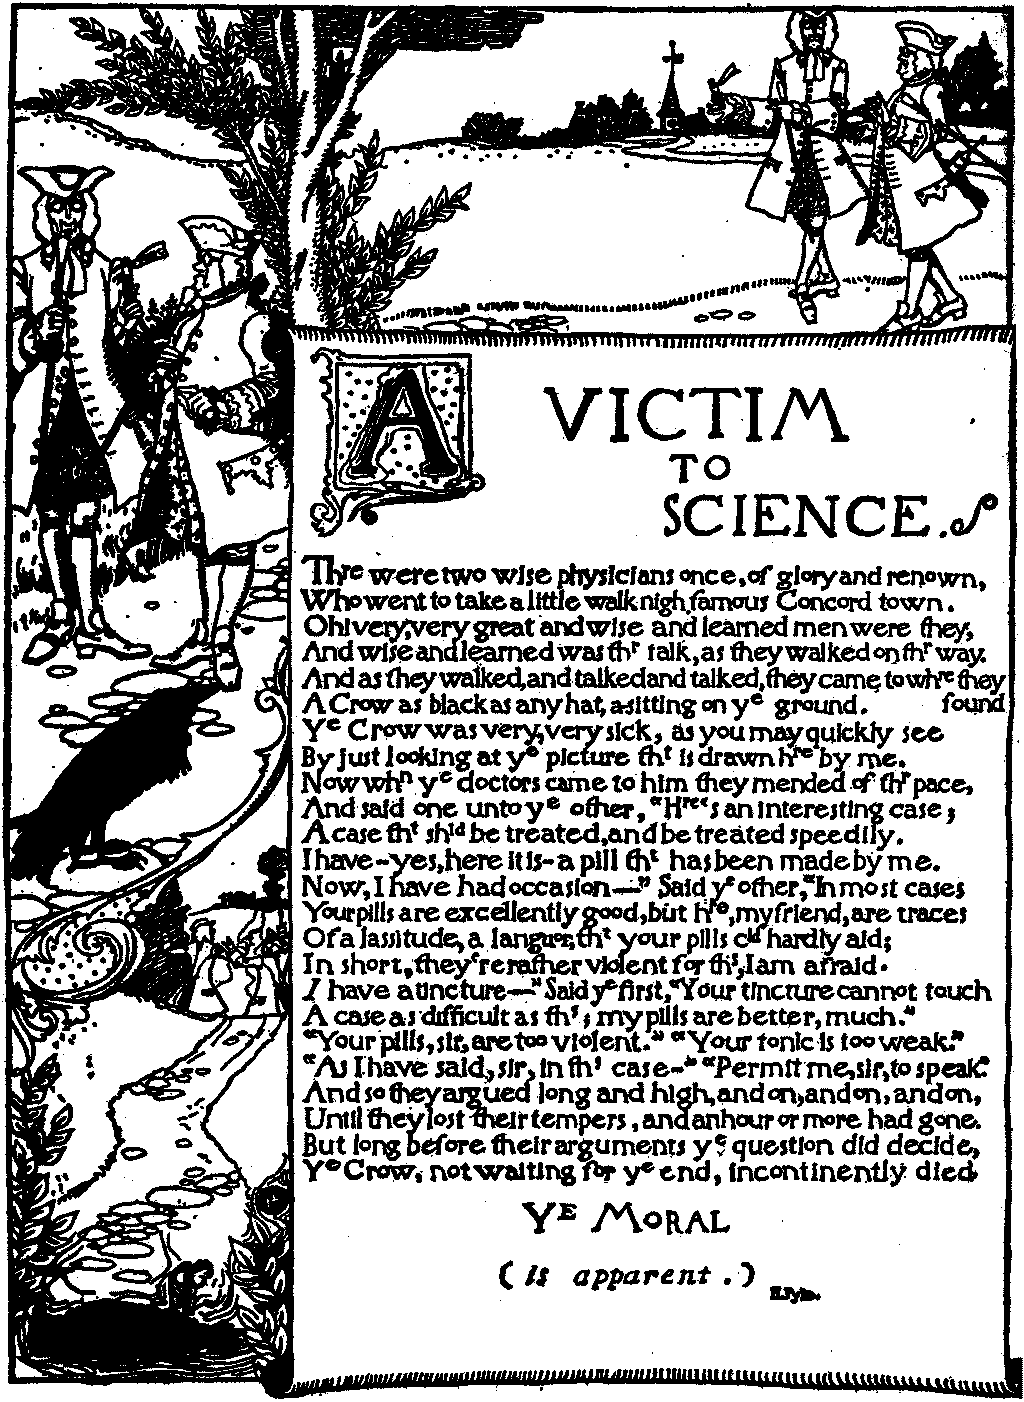 A VICTIM
TO
SCIENCE.
Thre were two wise physicians once, of glory and renown,
Who went to take a little walk nigh famous Concord town.
Oh! very, very great and wise and learned men were they,
And wise and learned was thr talk, as they walked on thr way.
And as they walked, and talked and talked, they came to whre they
found
A Crow as black as any hat, a-sitting on ye ground.
Ye Crow was very, very sick, as you may quickly see
By just looking at ye picture tht is drawn hre by me.
Now whn ye doctors came to him they mended of thr pace,
And said one unto ye other, "Hre's an interesting case;
A case tht shld be treated, and be treated speedily.
I have-yes, here it is-a pill tht has been made by me.
Now, I have had occasion—" Said ye other, "In most cases
Your pills are excellently good, but hre, my friend, are traces
Of a lassitude, a languor, tht your pills cld hardly aid;
In short, they're rather violent for ths, I am afraid.
I have a tincture—" Said ye first, "Your tincture cannot touch
A case as difficult as ths; my pills are better, much."
"Your pills, sir, are too violent." "Your tonic is too weak."
"As I have said, sir, in ths case-" "Permit me, sir, to speak."
And so they argued long and high, and on, and on, and on,
Until they lost their tempers, and an hour or more had gone.
But long before their arguments ye question did decide,
Ye Crow, not waiting for ye end, incontinently died
YE MORAL
(is apparent.)
H.Pyle.